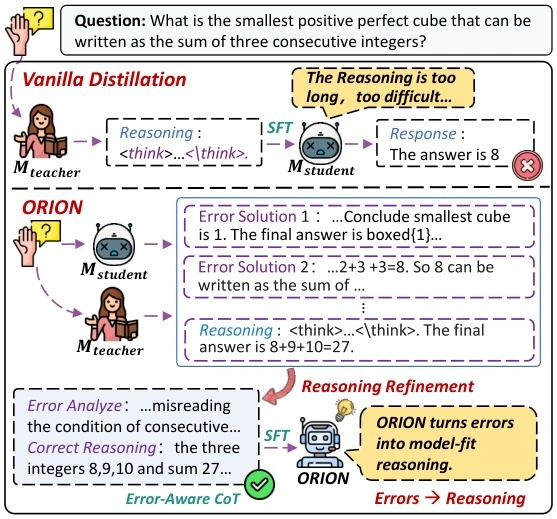 Question: What is the smallest positive perfect cube that can be
written as the sum of three consecutive integers?
Vanilla Distillation
The Reasoning is too
long, too difficult...
Reasoning :
<think>...<\think>.
SFT
Response :
The answer is 8
M_teacher
M_student
ORION
Error Solution 1： ...Conclude smallest cube
is 1. The final answer is boxed{1}...
M_student
Error Solution 2： ...2+3 +3=8. So 8 can be
written as the sum of ...
⋮
M_teacher
Reasoning : <think>...<\think>. The final
answer is 8+9+10=27.
Reasoning Refinement
Error Analyze： ...misreading
the condition of consecutive...
Correct Reasoning： the three
integers 8,9,10 and sum 27...
SFT
ORION turns errors
into model-fit
reasoning.
ORION
Error-Aware CoT
Errors → Reasoning